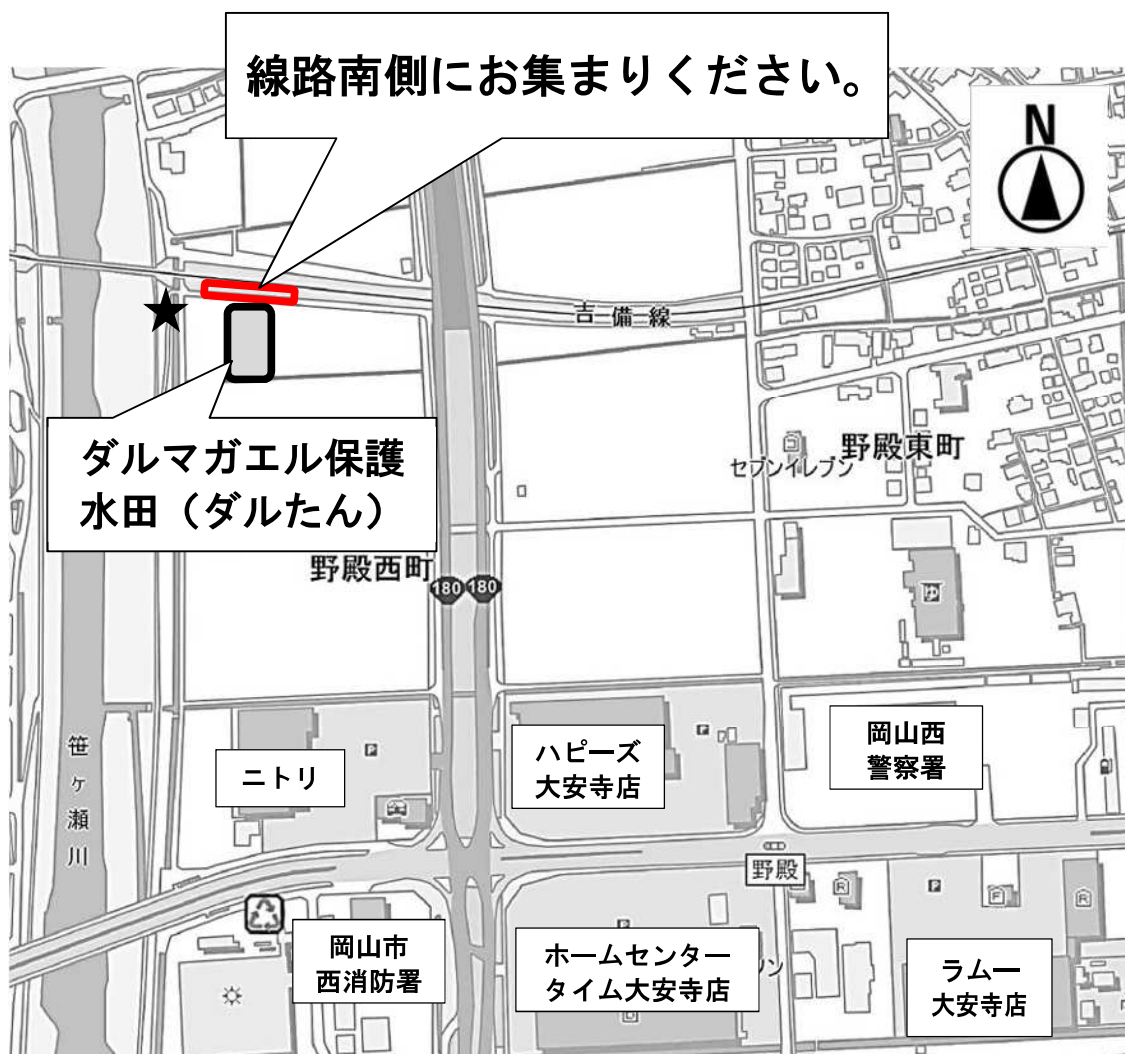 線路南側にお集まりください。
N
吉備線
ダルマガエル保護
水田（ダルたん）
セブンイレブン
野殿東町
野殿西町
180
180
ゆ
笹ヶ瀬川
ニトリ
P
ハピーズ
大安寺店
P
岡山西
警察署
野殿
R
P
F
R
岡山市
西消防署
ホームセンター
タイム大安寺店
P
ン
ラムー
大安寺店